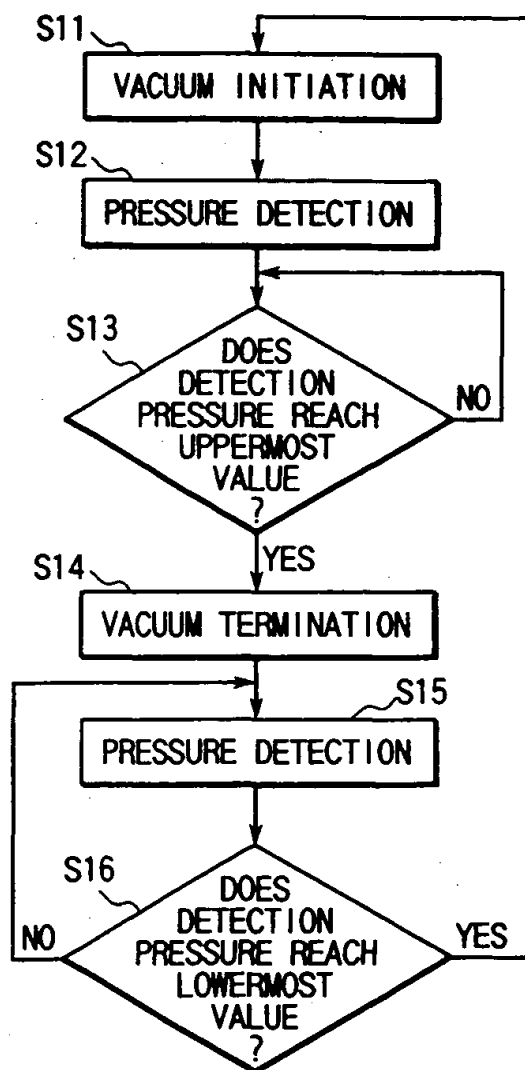 S11
VACUUM INITIATION
S12
PRESSURE DETECTION
S13
DOES
DETECTION
PRESSURE REACH
UPPERMOST
VALUE
?
NO
YES
S14
VACUUM TERMINATION
S15
PRESSURE DETECTION
S16
DOES
DETECTION
PRESSURE REACH
LOWERMOST
VALUE
?
NO
YES